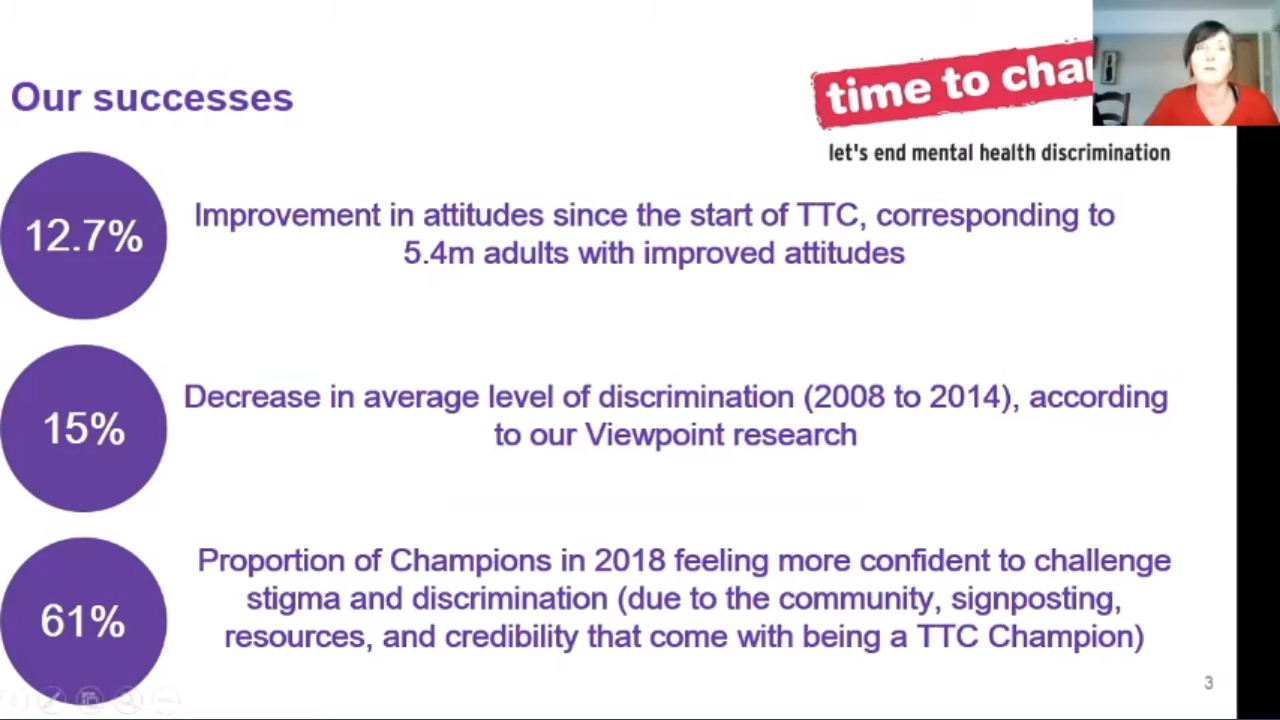 Our successes
time to
let's end mental health discrimination
12.7%
Improvement in attitudes since the start of TTC, corresponding to
5.4m adults with improved attitudes
15%
Decrease in average level of discrimination (2008 to 2014), according
to our Viewpoint research
61%
Proportion of Champions in 2018 feeling more confident to challenge
stigma and discrimination (due to the community, signposting,
resources, and credibility that come with being a TTC Champion)
3